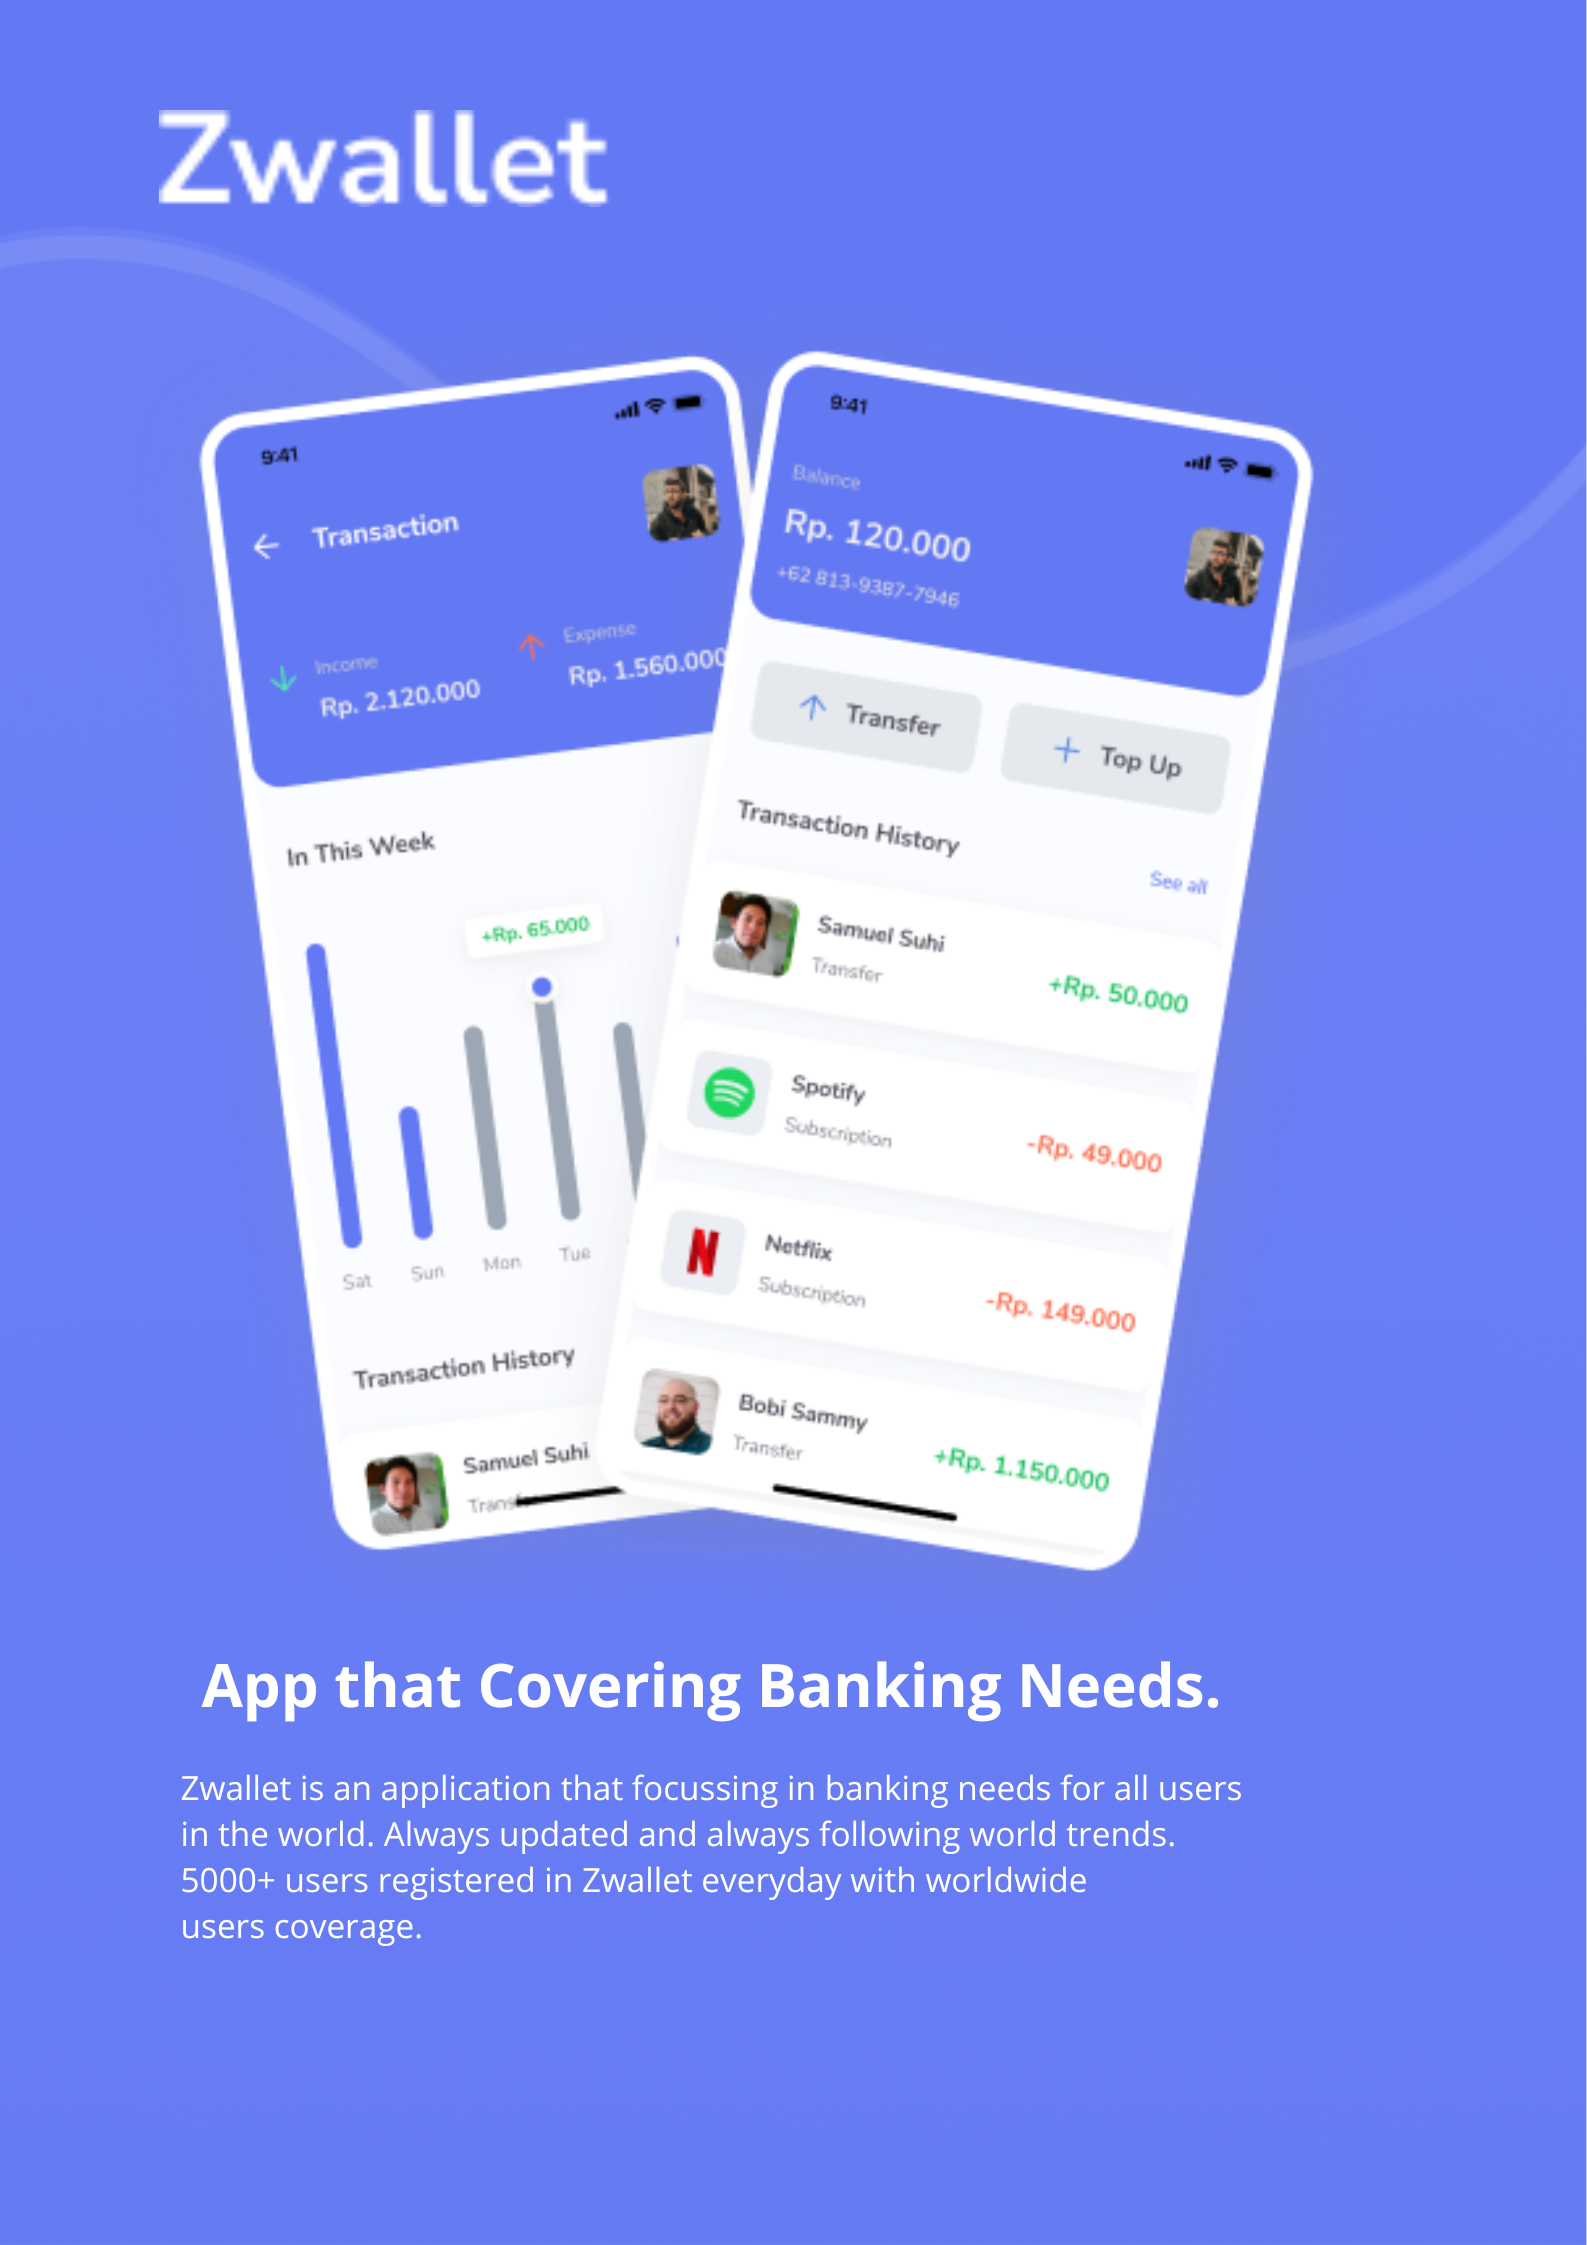 Zwallet
9:41
Transaction
Income
Rp. 2.120.000
Expense
Rp. 1.560.000
In This Week
+Rp. 65.000
Sat
Sun
Mon
Tue
Transaction History
Samuel Suhi
9:41
Balance
Rp. 120.000
+62 813-9387-7946
Transfer
Top Up
Transaction History
See all
Samuel Suhi
Transfer
+Rp. 50.000
Spotify
Subscription
-Rp. 49.000
Netflix
Subscription
-Rp. 149.000
Bobi Sammy
Transfer
+Rp. 1.150.000
App that Covering Banking Needs.
Zwallet is an application that focussing in banking needs for all users
in the world. Always updated and always following world trends.
5000+ users registered in Zwallet everyday with worldwide
users coverage.